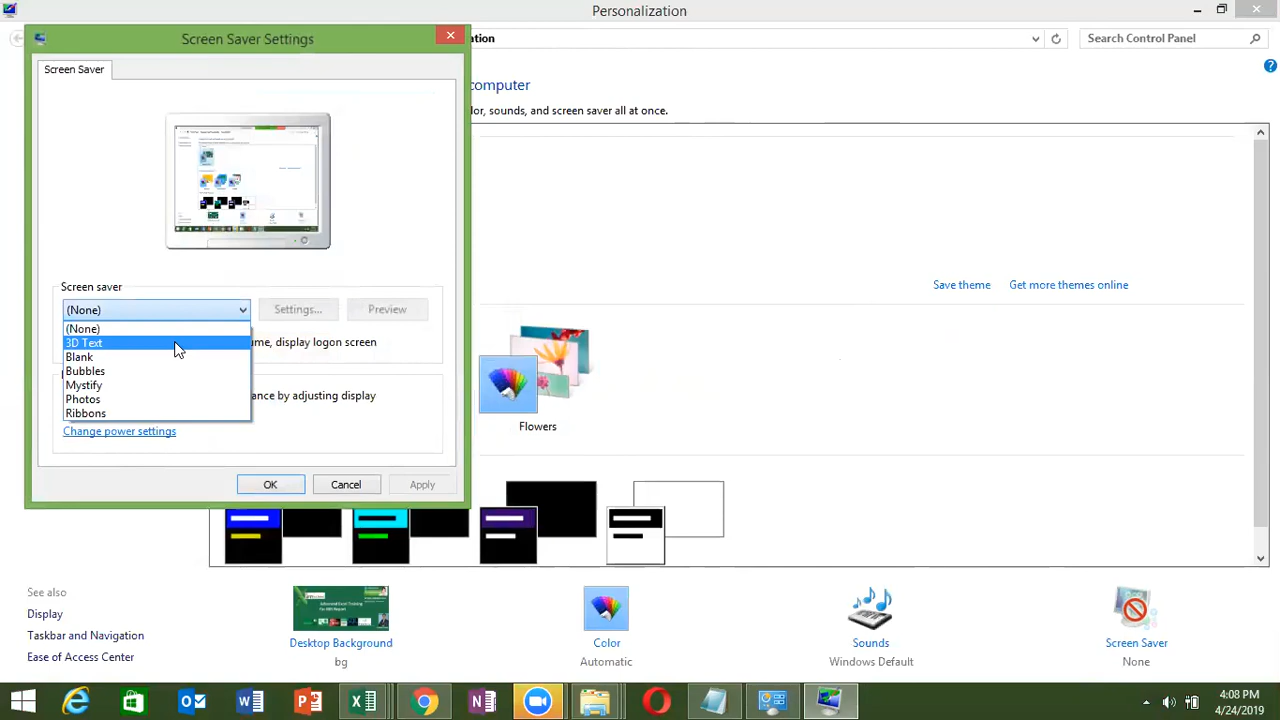 Personalization
Screen Saver Settings
ation
Search Control Panel
Screen Saver
computer
lor, sounds, and screen saver all at once.
Screen saver
(None)
Settings...
Preview
(None)
3D Text
Blank
Bubbles
Mystify
Photos
Ribbons
ume, display logon screen
ance by adjusting display
Change power settings
OK
Cancel
Apply
Save theme
Get more themes online
Flowers
See also
Display
Taskbar and Navigation
Ease of Access Center
Desktop Background
bg
Color
Automatic
Sounds
Windows Default
Screen Saver
None
4:08 PM
4/24/2019